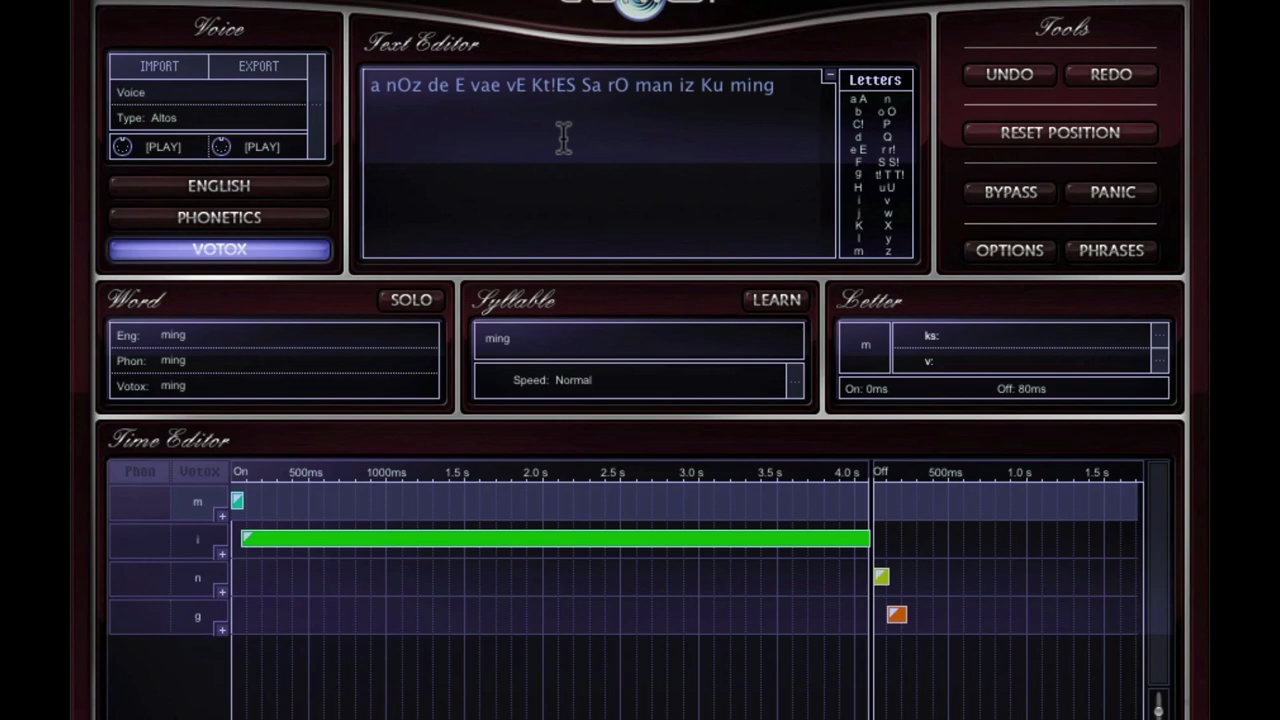 Voice
IMPORT EXPORT
Voice
Type: Altos
[PLAY] [PLAY]
ENGLISH
PHONETICS
VOTOX
Text Editor
a nOz de E vae vE Kt!ES Sa rO man iz Ku ming
Letters
a A n
b o O
C! P
d Q
e E r r!
F S S!
g t! T T!
H u U
i v
j w
K X
l y
m z
Tools
UNDO REDO
RESET POSITION
BYPASS PANIC
OPTIONS PHRASES
Word SOLO
Eng: ming
Phon: ming
Votox: ming
Syllable LEARN
ming
Speed: Normal ...
Letter
m
ks: ...
v: ...
On: 0ms Off: 80ms
Time Editor
Phon Votox On 500ms 1000ms 1.5 s 2.0 s 2.5 s 3.0 s 3.5 s 4.0 s Off 500ms 1.0 s 1.5 s
m +
i +
n +
g +